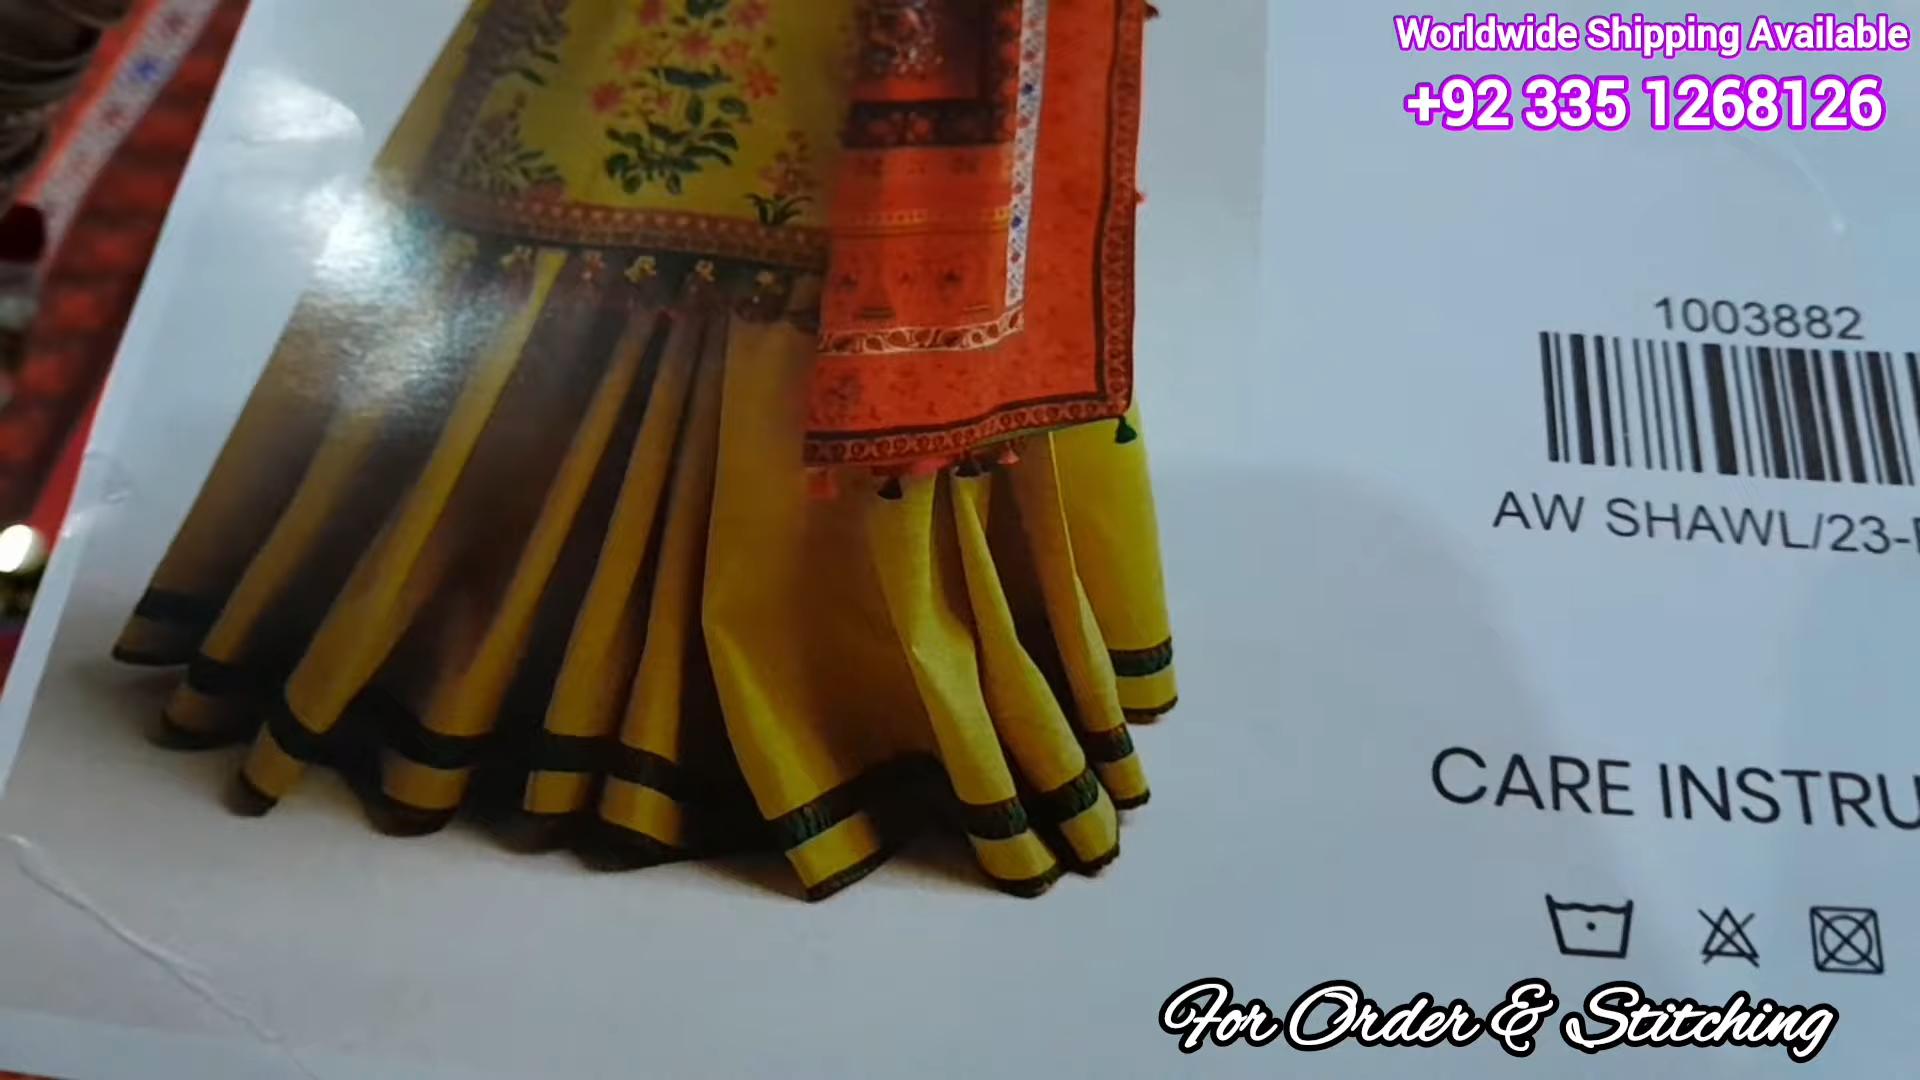 Worldwide Shipping Available
+92 335 1268126
1003882
AW SHAWL/23-
CARE INSTRU
For Order & Stitching